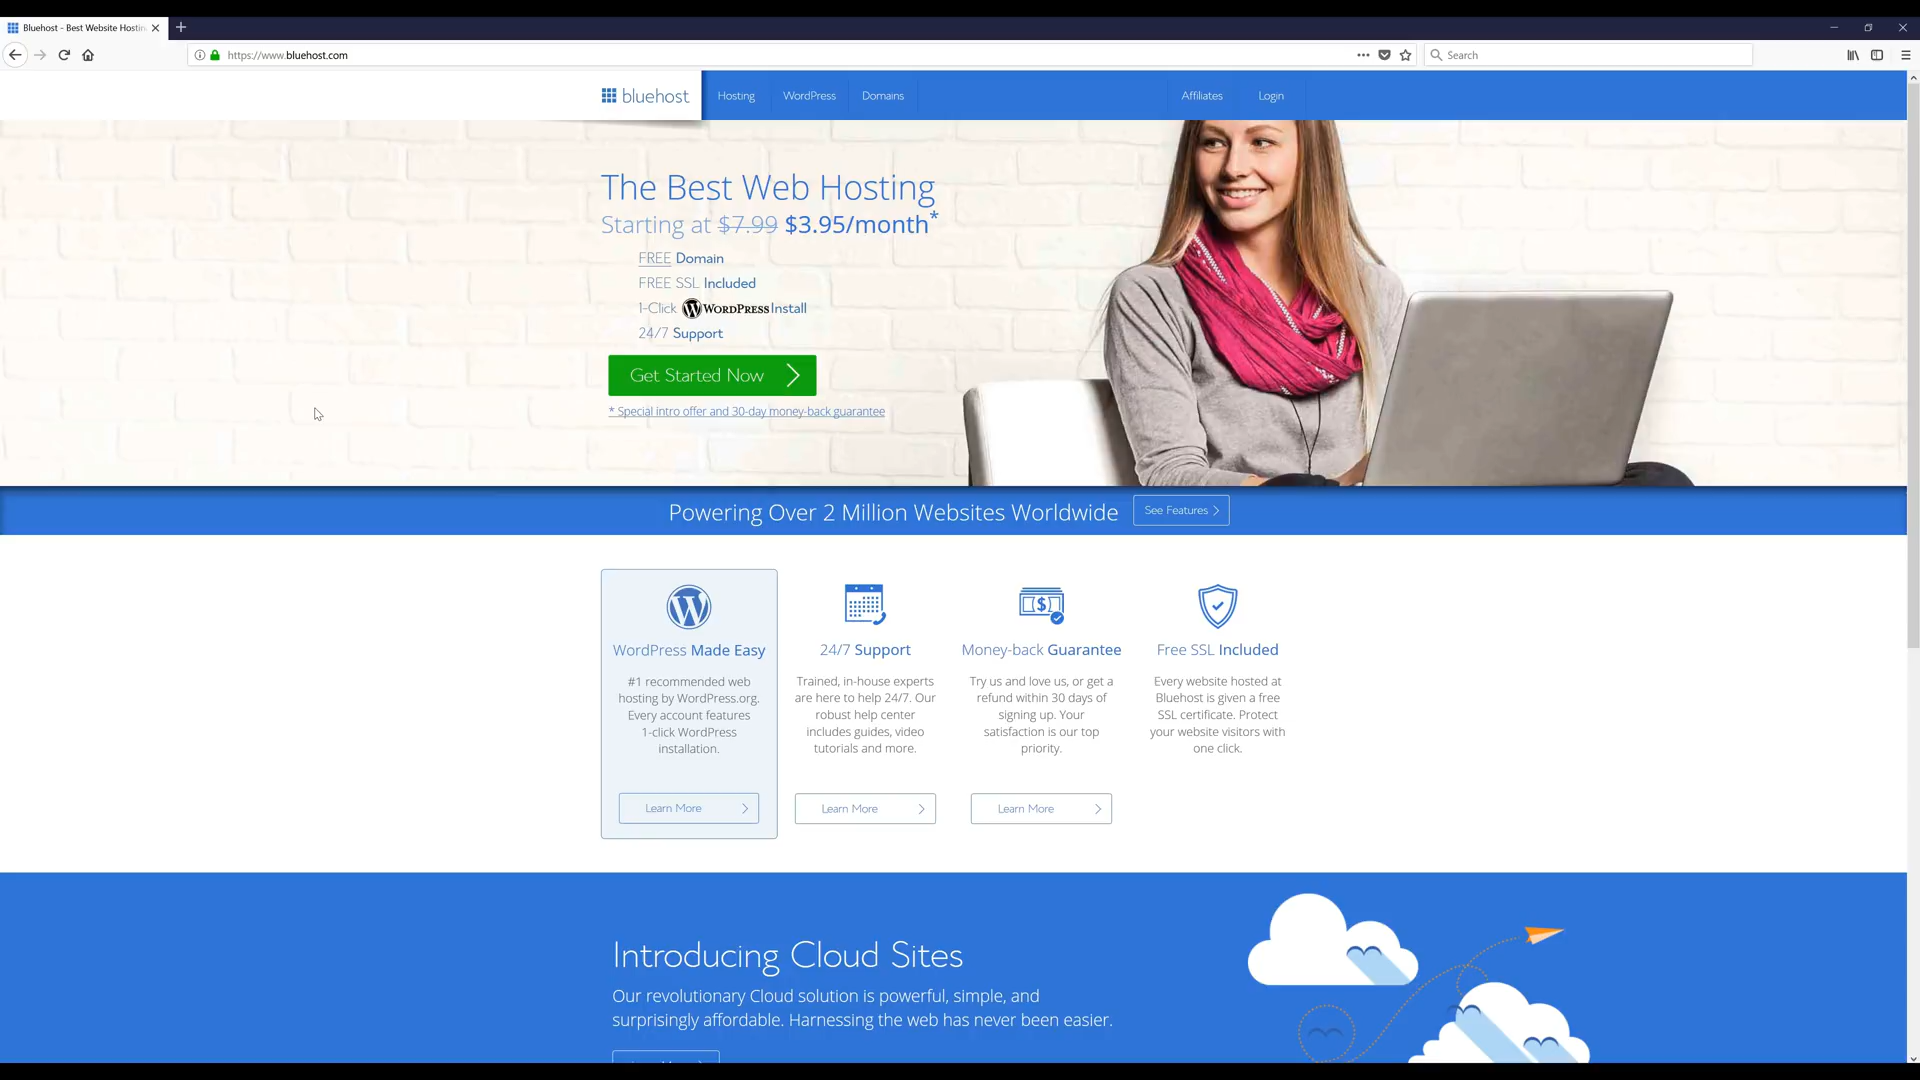 Bluehost - Best Website Hostin
https://www.bluehost.com
Search
bluehost
Hosting
WordPress
Domains
Affiliates
Login
The Best Web Hosting
Starting at $7.99 $3.95/month*
FREE Domain
FREE SSL Included
1-Click WORDPRESS Install
24/7 Support
Get Started Now
* Special intro offer and 30-day money-back guarantee
Powering Over 2 Million Websites Worldwide
See Features
WordPress Made Easy
#1 recommended web
hosting by WordPress.org.
Every account features
1-click WordPress
installation.
Learn More
24/7 Support
Trained, in-house experts
are here to help 24/7. Our
robust help center
includes guides, video
tutorials and more.
Learn More
Money-back Guarantee
Try us and love us, or get a
refund within 30 days of
signing up. Your
satisfaction is our top
priority.
Learn More
Free SSL Included
Every website hosted at
Bluehost is given a free
SSL certificate. Protect
your website visitors with
one click.
Introducing Cloud Sites
Our revolutionary Cloud solution is powerful, simple, and
surprisingly affordable. Harnessing the web has never been easier.